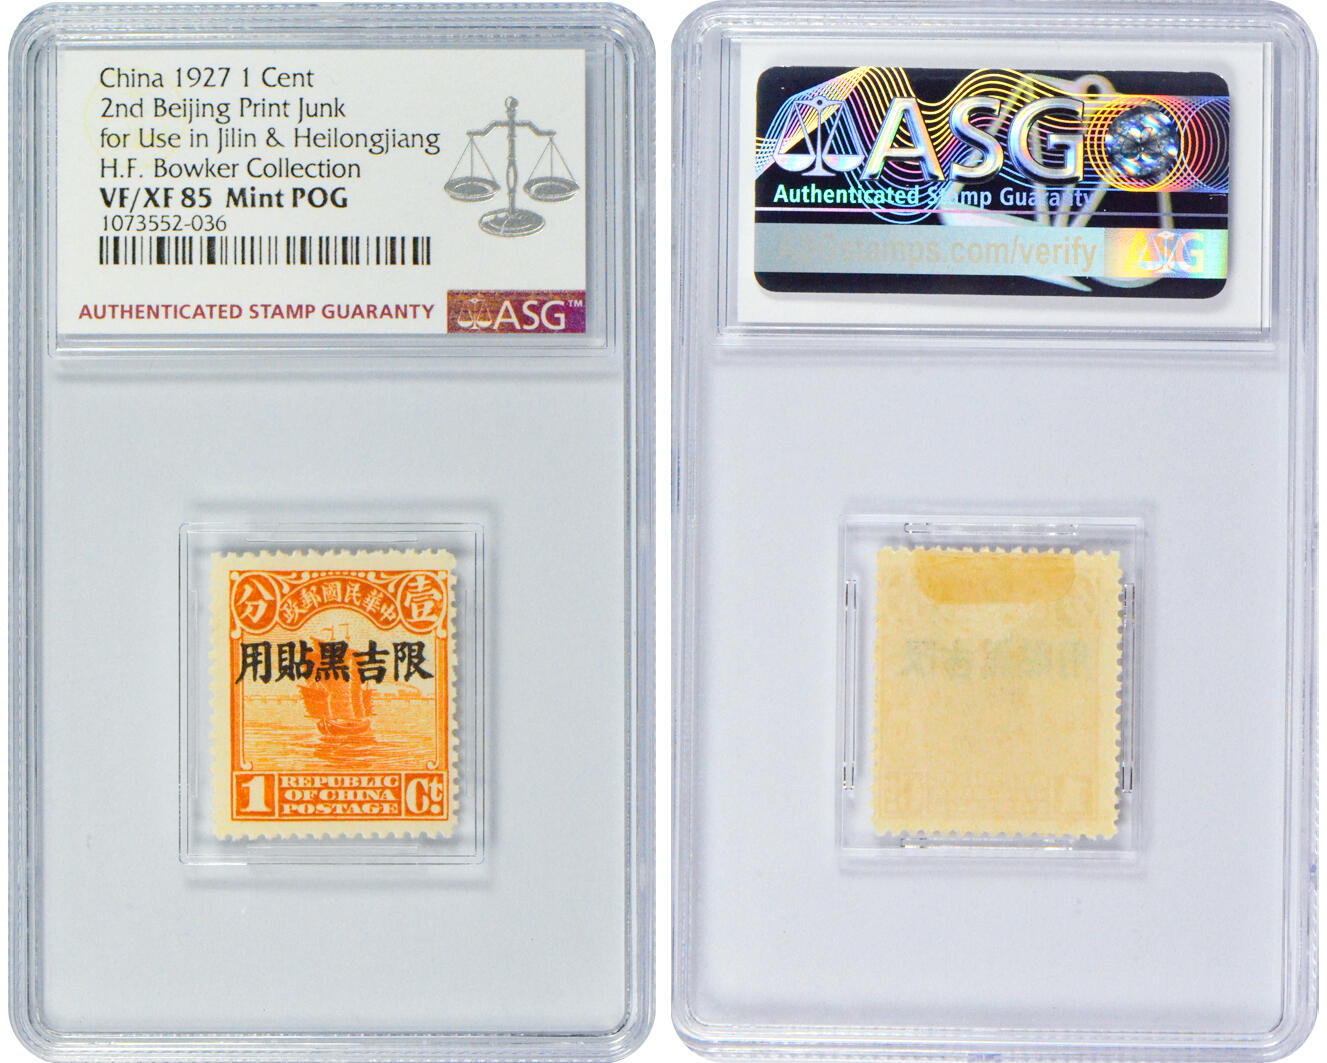 China 1927 1 Cent
2nd Beijing Print Junk
for Use in Jilin & Heilongjiang
H.F. Bowker Collection
VF/XF 85 Mint POG
1073552-036
AUTHENTICATED STAMP GUARANTY ASG™
分 政郵國民華中 壹
用貼黑吉限
1 REPUBLIC OF CHINA POSTAGE Ct.
ASG
Authenticated Stamp Guaranty
ASGstamps.com/verify ASG